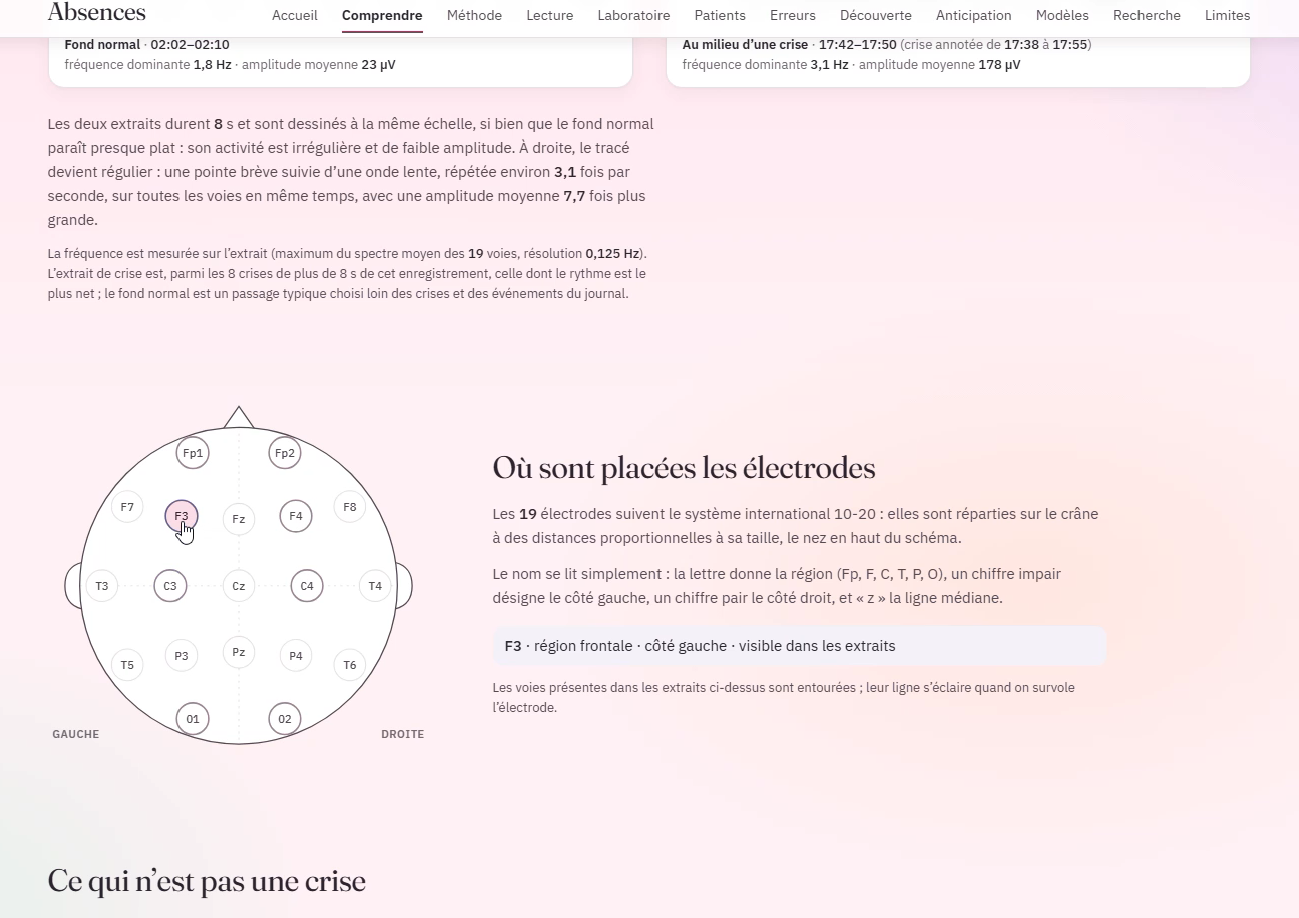 Absences
Accueil Comprendre Méthode Lecture Laboratoire Patients Erreurs Découverte Anticipation Modèles Recherche Limites
Fond normal · 02:02–02:10
fréquence dominante 1,8 Hz · amplitude moyenne 23 µV
Au milieu d’une crise · 17:42–17:50 (crise annotée de 17:38 à 17:55)
fréquence dominante 3,1 Hz · amplitude moyenne 178 µV
Les deux extraits durent 8 s et sont dessinés à la même échelle, si bien que le fond normal
paraît presque plat : son activité est irrégulière et de faible amplitude. À droite, le tracé
devient régulier : une pointe brève suivie d’une onde lente, répétée environ 3,1 fois par
seconde, sur toutes les voies en même temps, avec une amplitude moyenne 7,7 fois plus
grande.
La fréquence est mesurée sur l’extrait (maximum du spectre moyen des 19 voies, résolution 0,125 Hz).
L’extrait de crise est, parmi les 8 crises de plus de 8 s de cet enregistrement, celle dont le rythme est le
plus net ; le fond normal est un passage typique choisi loin des crises et des événements du journal.
Fp1 Fp2
F7 F3 Fz F4 F8
T3 C3 Cz C4 T4
T5 P3 Pz P4 T6
O1 O2
GAUCHE DROITE
Où sont placées les électrodes
Les 19 électrodes suivent le système international 10-20 : elles sont réparties sur le crâne
à des distances proportionnelles à sa taille, le nez en haut du schéma.
Le nom se lit simplement : la lettre donne la région (Fp, F, C, T, P, O), un chiffre impair
désigne le côté gauche, un chiffre pair le côté droit, et « z » la ligne médiane.
F3 · région frontale · côté gauche · visible dans les extraits
Les voies présentes dans les extraits ci-dessus sont entourées ; leur ligne s’éclaire quand on survole
l’électrode.
Ce qui n’est pas une crise